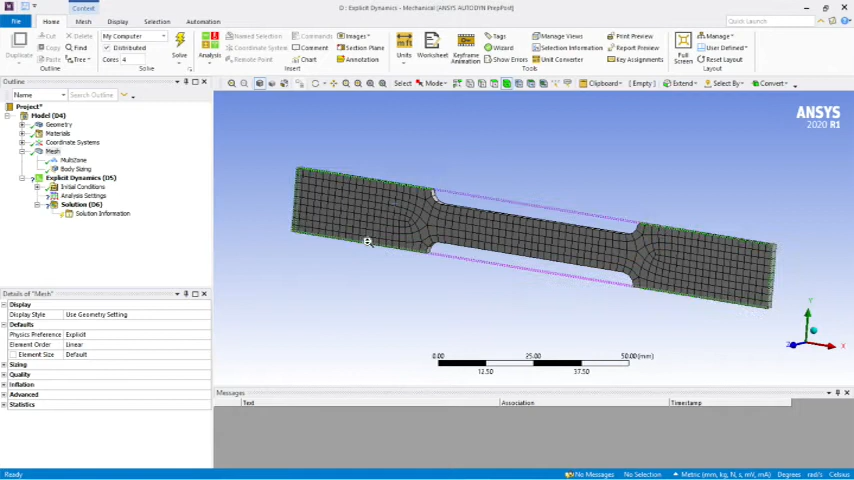 Context
D : Explicit Dynamics - Mechanical [ANSYS AUTODYN PrepPost]
File Home Mesh Display Selection Automation Quick Launch
Duplicate Cut Delete My Computer Solve Analysis Named Selection Commands Images Units Worksheet Keyframe Animation Tags Manage Views Print Preview Full Screen Manage
Copy Find Distributed Coordinate System Comment Section Plane Wizard Selection Information Report Preview User Defined
Paste Tree Cores 4 Remote Point Chart Annotation Show Errors Unit Converter Key Assignments Reset Layout
Outline Solve Insert Tools Layout
Outline
Select Mode Clipboard [ Empty ] Extend Select By Convert
Name Search Outline
Project*
Model (D4)
Geometry
Materials
Coordinate Systems
Mesh
MultiZone
Body Sizing
Explicit Dynamics (D5)
Initial Conditions
Analysis Settings
Solution (D6)
Solution Information
ANSYS
2020 R1
Details of "Mesh"
Display
Display Style Use Geometry Setting
Defaults
Physics Preference Explicit
Element Order Linear
Element Size Default
Sizing
Quality
Inflation
Advanced
Statistics
Y
X
Z
0.00 25.00 50.00 (mm)
12.50 37.50
Messages
Text Association Timestamp
Ready No Messages No Selection Metric (mm, kg, N, s, mV, mA) Degrees rad/s Celsius